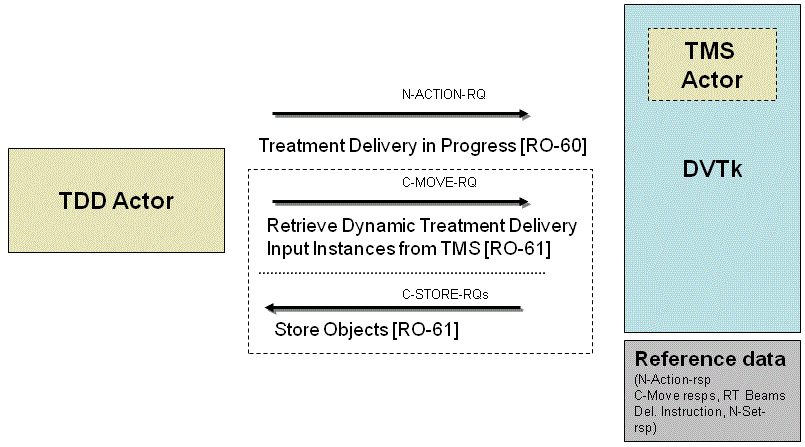 TMS
Actor
N-ACTION-RQ
Treatment Delivery in Progress [RO-60]
C-MOVE-RQ
DVTk
TDD Actor
Retrieve Dynamic Treatment Delivery
Input Instances from TMS [RO-61]
C-STORE-RQs
Store Objects [RO-61]
Reference data
(N-Action-rsp
C-Move resps, RT Beams
Del. Instruction, N-Set-
rsp)